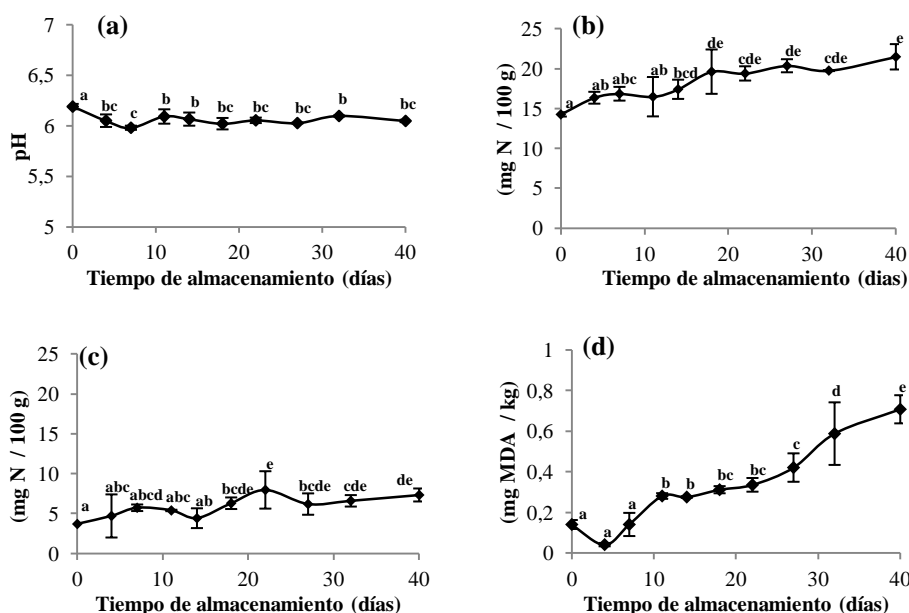 (a)
7
6,5
6
5,5
5
pH
a
bc
c
b
b
bc
bc
bc
b
bc
0
10
20
30
40
Tiempo de almacenamiento (días)
(b)
25
20
15
10
5
0
(mg N / 100 g)
a
ab
abc
ab
bcd
de
cde
de
cde
e
0
10
20
30
40
Tiempo de almacenamiento (dias)
(c)
25
20
15
10
5
0
(mg N / 100 g)
a
abc
abcd
abc
ab
bcde
e
bcde
cde
de
0
10
20
30
40
Tiempo de almacenamiento (días)
(d)
1
0,8
0,6
0,4
0,2
0
(mg MDA / kg)
a
a
a
b
b
bc
bc
c
d
e
0
10
20
30
40
Tiempo de almacenamiento (días)